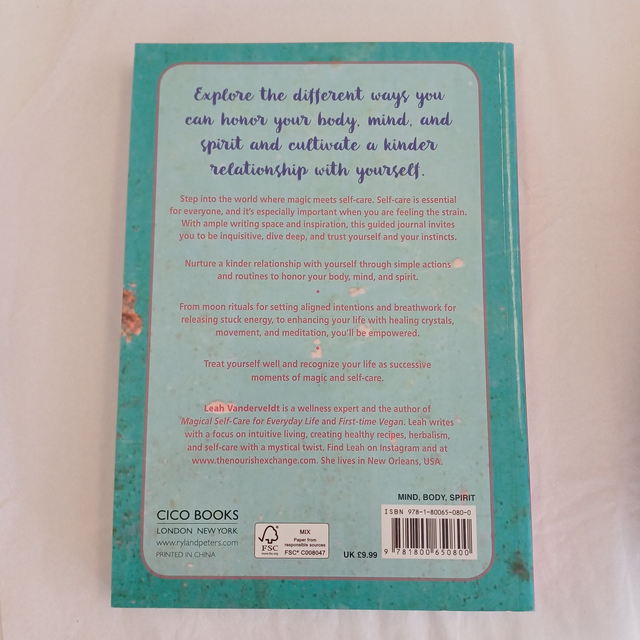 Explore the different ways you
can honor your body, mind, and
spirit and cultivate a kinder
relationship with yourself.
Step into the world where magic meets self-care. Self-care is essential
for everyone, and it's especially important when you are feeling the strain.
With ample writing space and inspiration, this guided journal invites
you to be inquisitive, dive deep, and trust yourself and your instincts.
Nurture a kinder relationship with yourself through simple actions
and routines to honor your body, mind, and spirit.
From moon rituals for setting aligned intentions and breathwork for
releasing stuck energy, to enhancing your life with healing crystals,
movement, and meditation, you'll be empowered.
Treat yourself well and recognize your life as successive
moments of magic and self-care.
Leah Vanderveldt is a wellness expert and the author of
Magical Self-Care for Everyday Life and First-time Vegan. Leah writes
with a focus on intuitive living, creating healthy recipes, herbalism,
and self-care with a mystical twist. Find Leah on Instagram and at
www.thenourishexchange.com. She lives in New Orleans, USA.
MIND, BODY, SPIRIT
CICO BOOKS
LONDON NEW YORK
www.rylandpeters.com
PRINTED IN CHINA
FSC
www.fsc.org
MIX
Paper from
responsible sources
FSC® C008047
UK £9.99
ISBN 978-1-80065-080-0
9 781800 650800